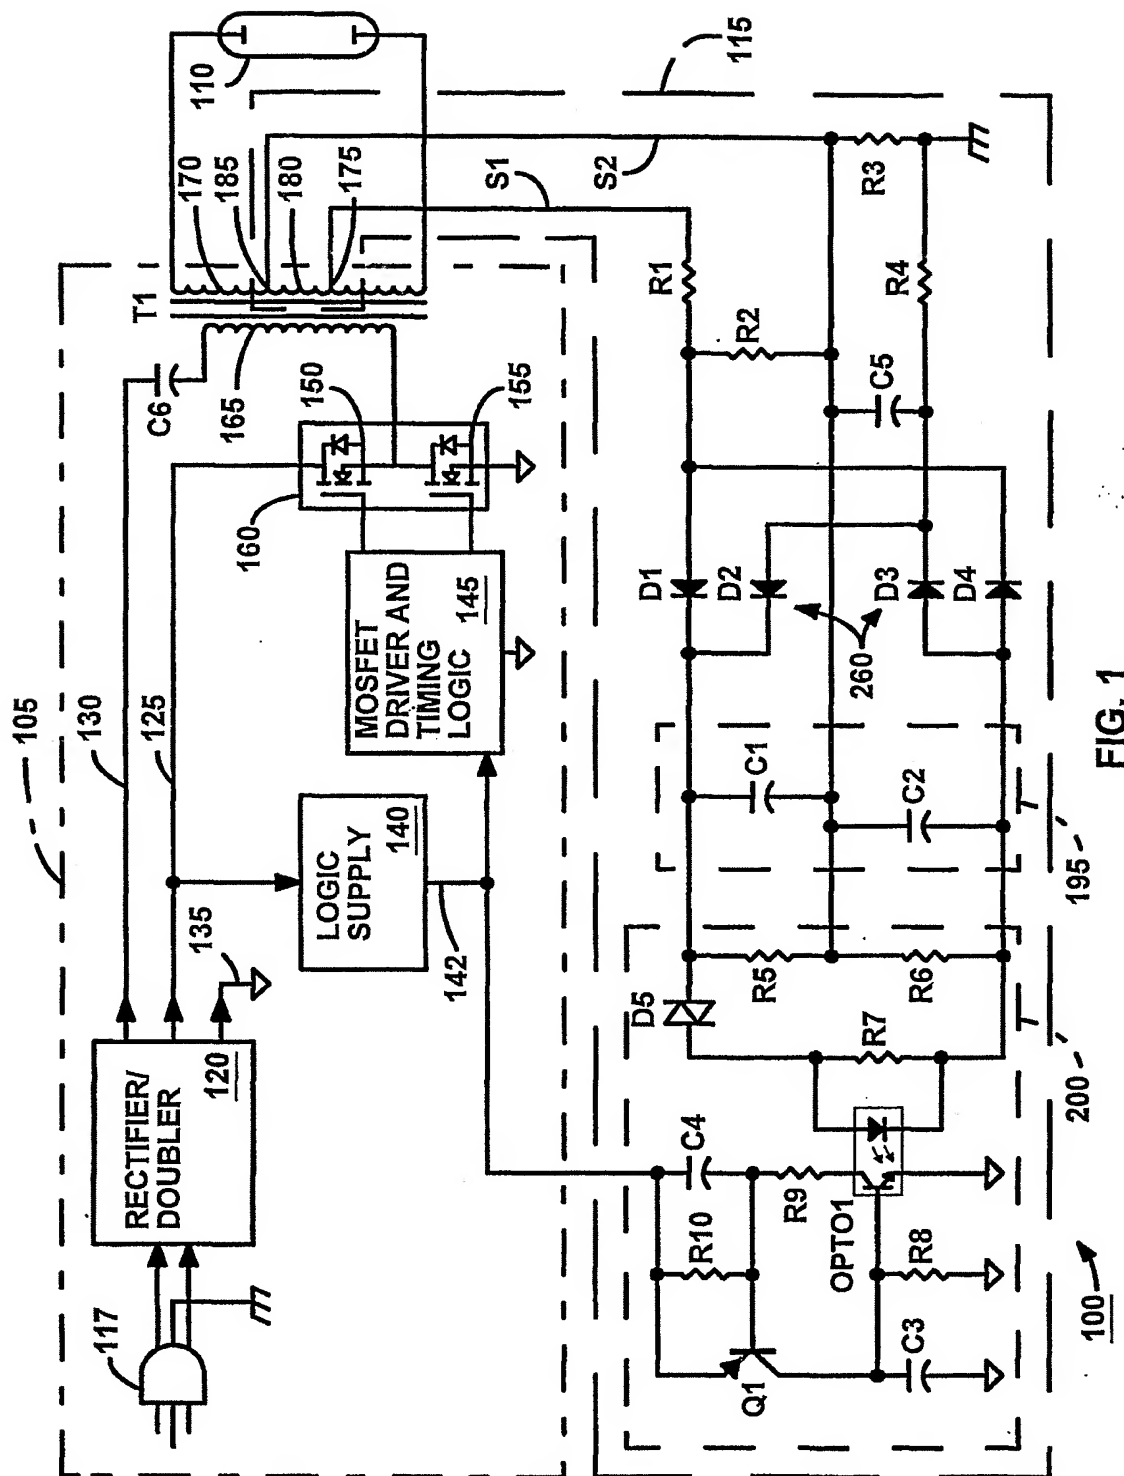 105
130
125
117
RECTIFIER/
DOUBLER
120
135
LOGIC
SUPPLY
140
142
MOSFET
DRIVER AND
TIMING
LOGIC
145
160
150
155
C6
165
T1
170
185
180
175
110
115
S1
S2
R1
R2
R3
R4
C5
D1
D2
D3
D4
260
C1
C2
195
D5
R5
R6
R7
200
C4
R10
R9
OPTO1
R8
Q1
C3
100
FIG. 1